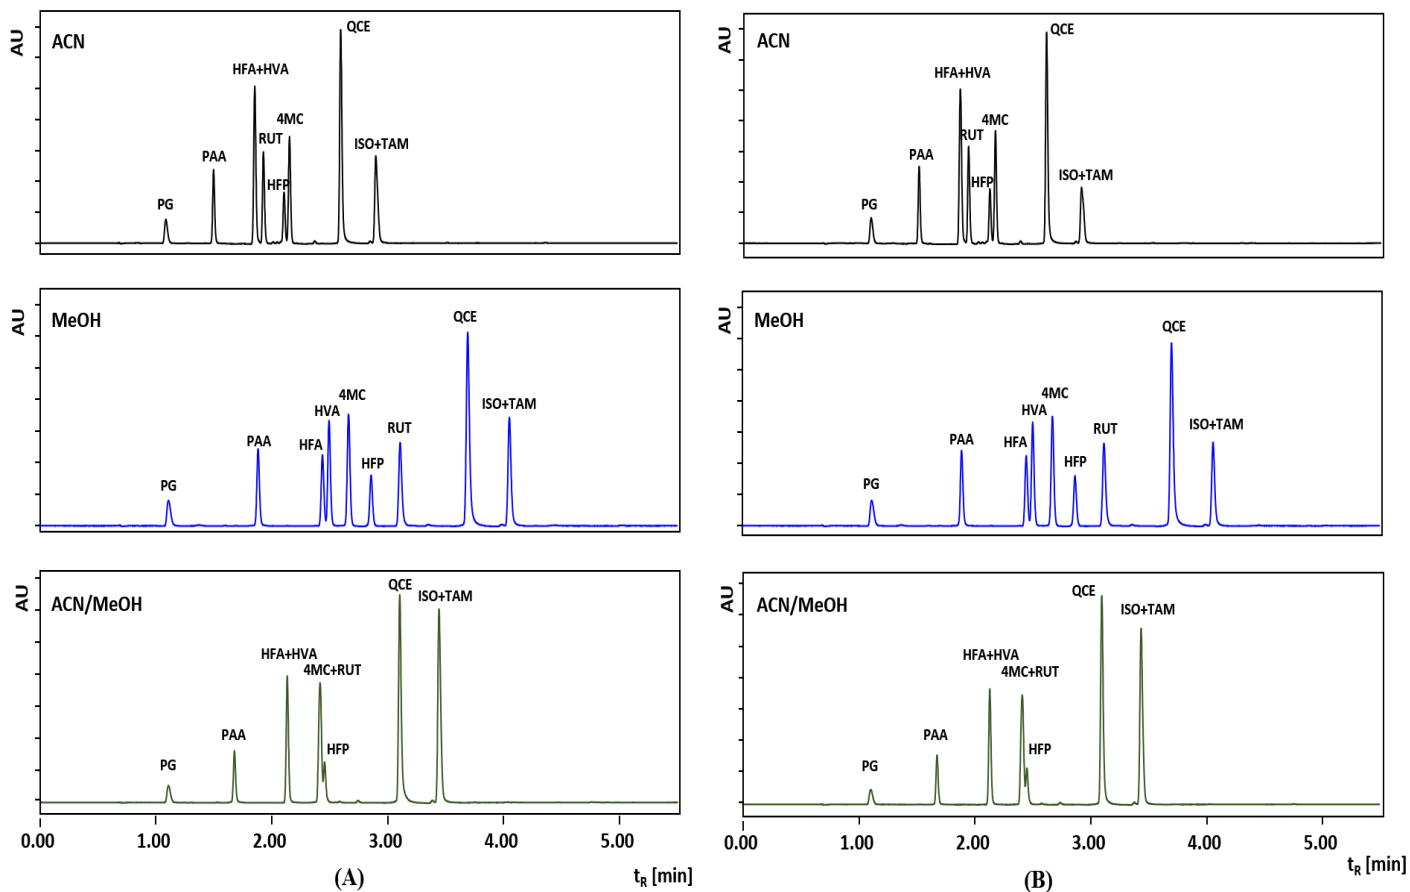 AU
ACN
PG
PAA
HFA+HVA
RUT
HFP
4MC
QCE
ISO+TAM
AU
MeOH
PG
PAA
HFA
HVA
4MC
HFP
RUT
QCE
ISO+TAM
AU
ACN/MeOH
PG
PAA
HFA+HVA
4MC+RUT
HFP
QCE
ISO+TAM
0.00 1.00 2.00 3.00 4.00 5.00
tR [min]
(A)
AU
ACN
PG
PAA
HFA+HVA
RUT
HFP
4MC
QCE
ISO+TAM
AU
MeOH
PG
PAA
HFA
HVA
4MC
HFP
RUT
QCE
ISO+TAM
AU
ACN/MeOH
PG
PAA
HFA+HVA
4MC+RUT
HFP
QCE
ISO+TAM
0.00 1.00 2.00 3.00 4.00 5.00
tR [min]
(B)